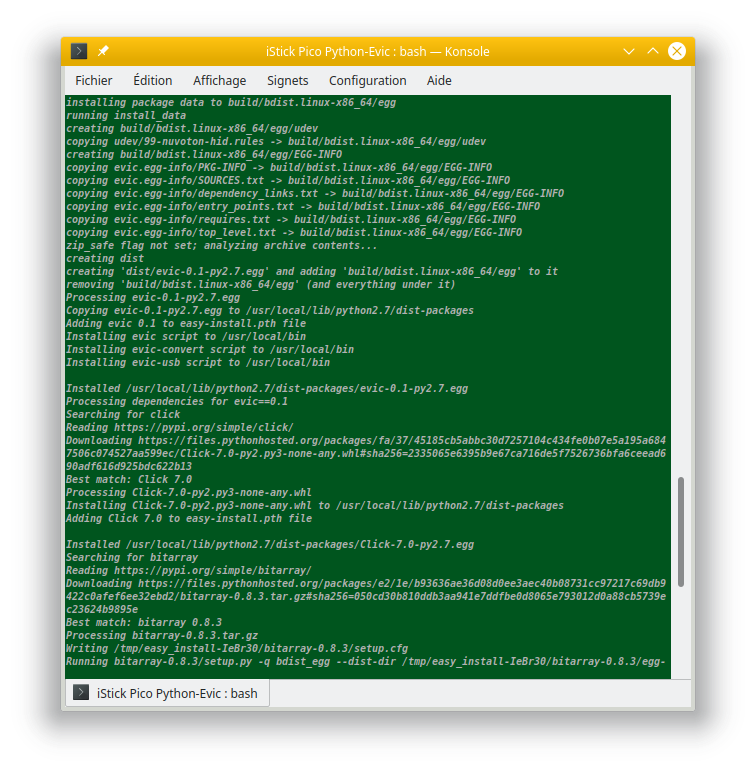 iStick Pico Python-Evic : bash — Konsole
Fichier Édition Affichage Signets Configuration Aide
installing package data to build/bdist.linux-x86_64/egg
running install_data
creating build/bdist.linux-x86_64/egg/udev
copying udev/99-nuvoton-hid.rules -> build/bdist.linux-x86_64/egg/udev
creating build/bdist.linux-x86_64/egg/EGG-INFO
copying evic.egg-info/PKG-INFO -> build/bdist.linux-x86_64/egg/EGG-INFO
copying evic.egg-info/SOURCES.txt -> build/bdist.linux-x86_64/egg/EGG-INFO
copying evic.egg-info/dependency_links.txt -> build/bdist.linux-x86_64/egg/EGG-INFO
copying evic.egg-info/entry_points.txt -> build/bdist.linux-x86_64/egg/EGG-INFO
copying evic.egg-info/requires.txt -> build/bdist.linux-x86_64/egg/EGG-INFO
copying evic.egg-info/top_level.txt -> build/bdist.linux-x86_64/egg/EGG-INFO
zip_safe flag not set; analyzing archive contents...
creating dist
creating 'dist/evic-0.1-py2.7.egg' and adding 'build/bdist.linux-x86_64/egg' to it
removing 'build/bdist.linux-x86_64/egg' (and everything under it)
Processing evic-0.1-py2.7.egg
Copying evic-0.1-py2.7.egg to /usr/local/lib/python2.7/dist-packages
Adding evic 0.1 to easy-install.pth file
Installing evic script to /usr/local/bin
Installing evic-convert script to /usr/local/bin
Installing evic-usb script to /usr/local/bin
Installed /usr/local/lib/python2.7/dist-packages/evic-0.1-py2.7.egg
Processing dependencies for evic==0.1
Searching for click
Reading https://pypi.org/simple/click/
Downloading https://files.pythonhosted.org/packages/fa/37/45185cb5abbc30d7257104c434fe0b07e5a195a684
7506c074527aa599ec/Click-7.0-py2.py3-none-any.whl#sha256=2335065e6395b9e67ca716de5f7526736bfa6ceead6
90adf616d925bdc622b13
Best match: Click 7.0
Processing Click-7.0-py2.py3-none-any.whl
Installing Click-7.0-py2.py3-none-any.whl to /usr/local/lib/python2.7/dist-packages
Adding Click 7.0 to easy-install.pth file
Installed /usr/local/lib/python2.7/dist-packages/Click-7.0-py2.7.egg
Searching for bitarray
Reading https://pypi.org/simple/bitarray/
Downloading https://files.pythonhosted.org/packages/e2/1e/b93636ae36d08d0ee3aec40b08731cc97217c69db9
422c0afef6ee32ebd2/bitarray-0.8.3.tar.gz#sha256=050cd30b810ddb3aa941e7ddfbe0d8065e793012d0a88cb5739e
c23624b9895e
Best match: bitarray 0.8.3
Processing bitarray-0.8.3.tar.gz
Writing /tmp/easy_install-IeBr30/bitarray-0.8.3/setup.cfg
Running bitarray-0.8.3/setup.py -q bdist_egg --dist-dir /tmp/easy_install-IeBr30/bitarray-0.8.3/egg-
iStick Pico Python-Evic : bash